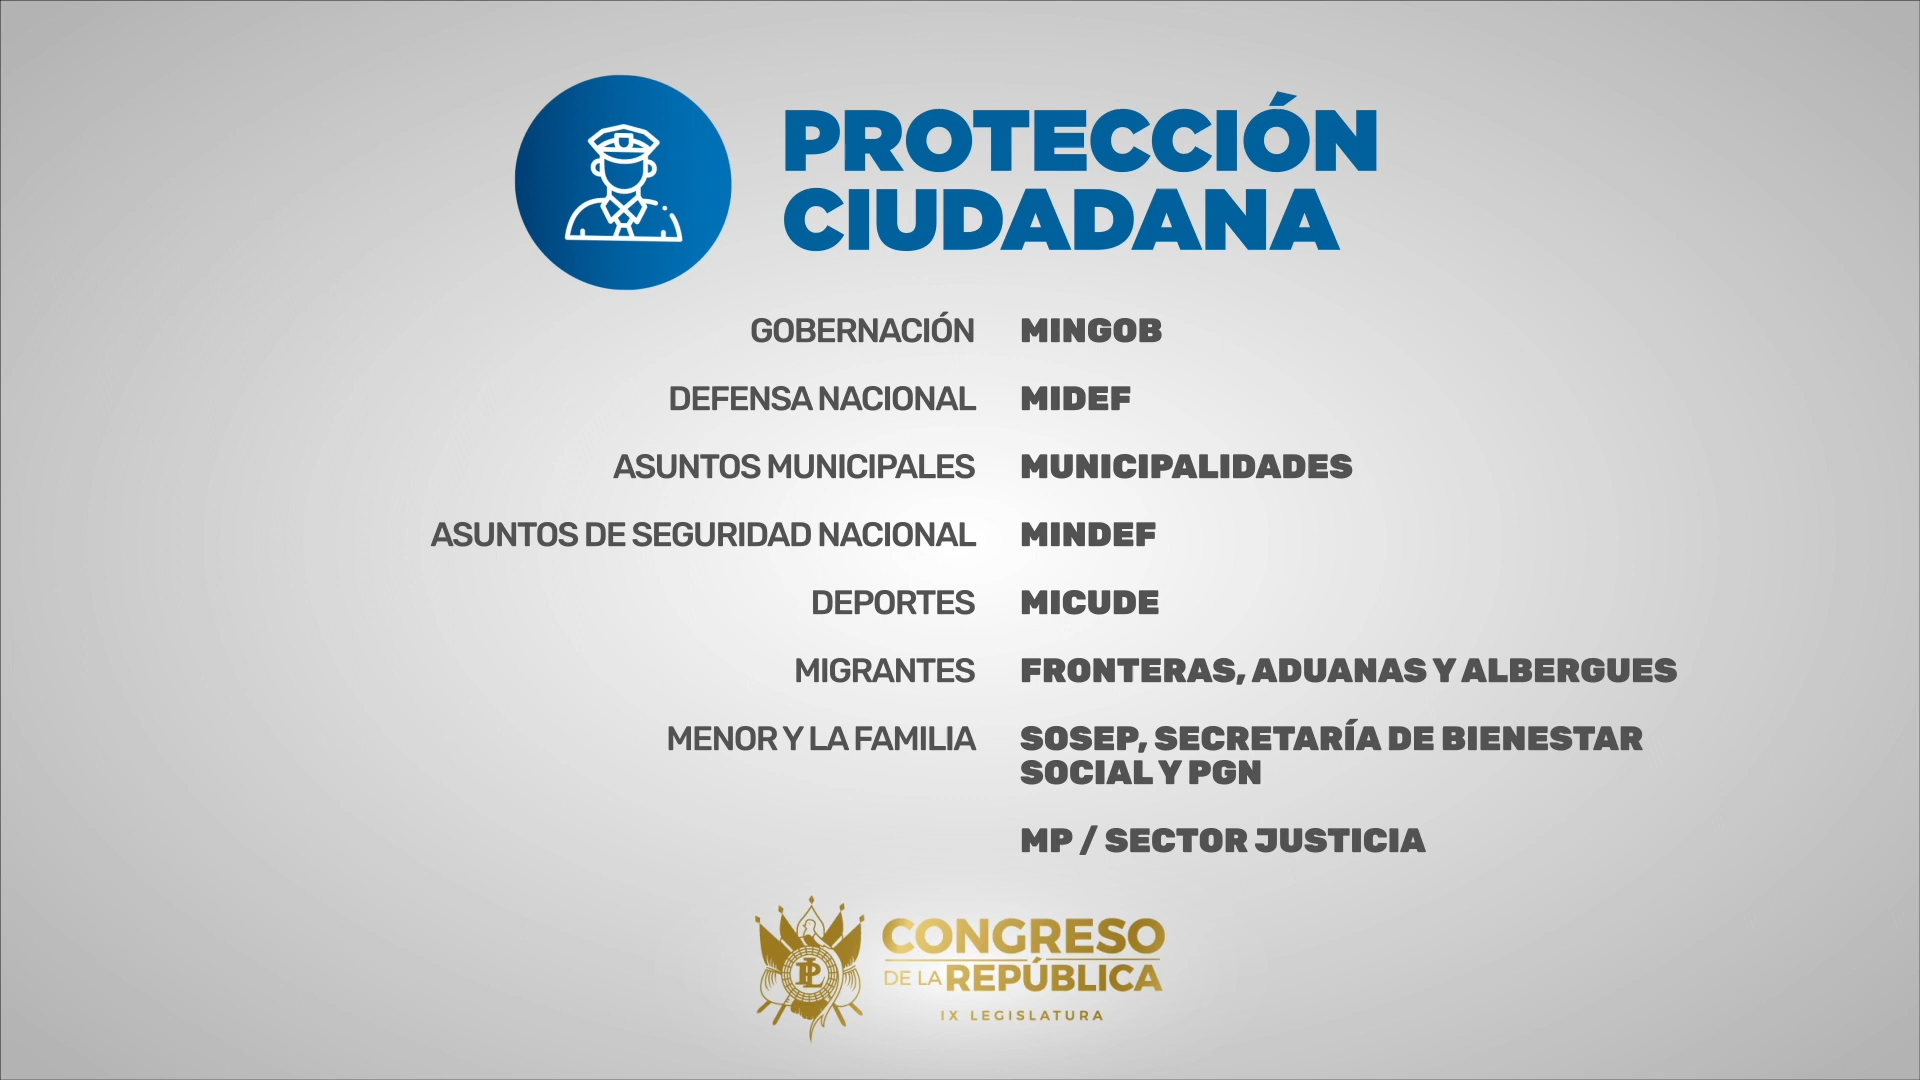 PROTECCIÓN
CIUDADANA
GOBERNACIÓN MINGOB
DEFENSA NACIONAL MIDEF
ASUNTOS MUNICIPALES MUNICIPALIDADES
ASUNTOS DE SEGURIDAD NACIONAL MINDEF
DEPORTES MICUDE
MIGRANTES FRONTERAS, ADUANAS Y ALBERGUES
MENOR Y LA FAMILIA SOSEP, SECRETARÍA DE BIENESTAR
SOCIAL Y PGN
MP / SECTOR JUSTICIA
CONGRESO
DE LA REPÚBLICA
IX LEGISLATURA